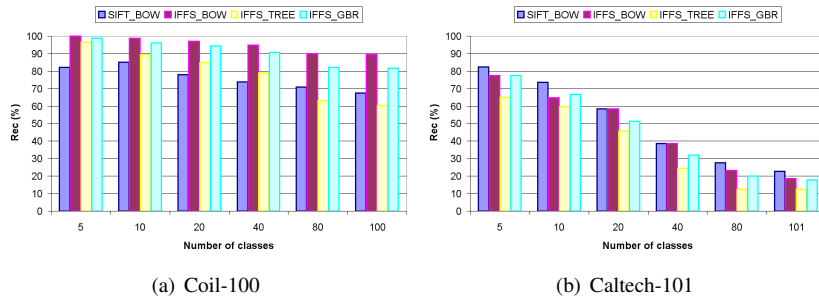 SIFT_BOW IFFS_BOW IFFS_TREE IFFS_GBR
Rec (%)
100
90
80
70
60
50
40
30
20
10
0
5 10 20 40 80 100
Number of classes
(a) Coil-100
SIFT_BOW IFFS_BOW IFFS_TREE IFFS_GBR
Rec (%)
100
90
80
70
60
50
40
30
20
10
0
5 10 20 40 80 101
Number of classes
(b) Caltech-101